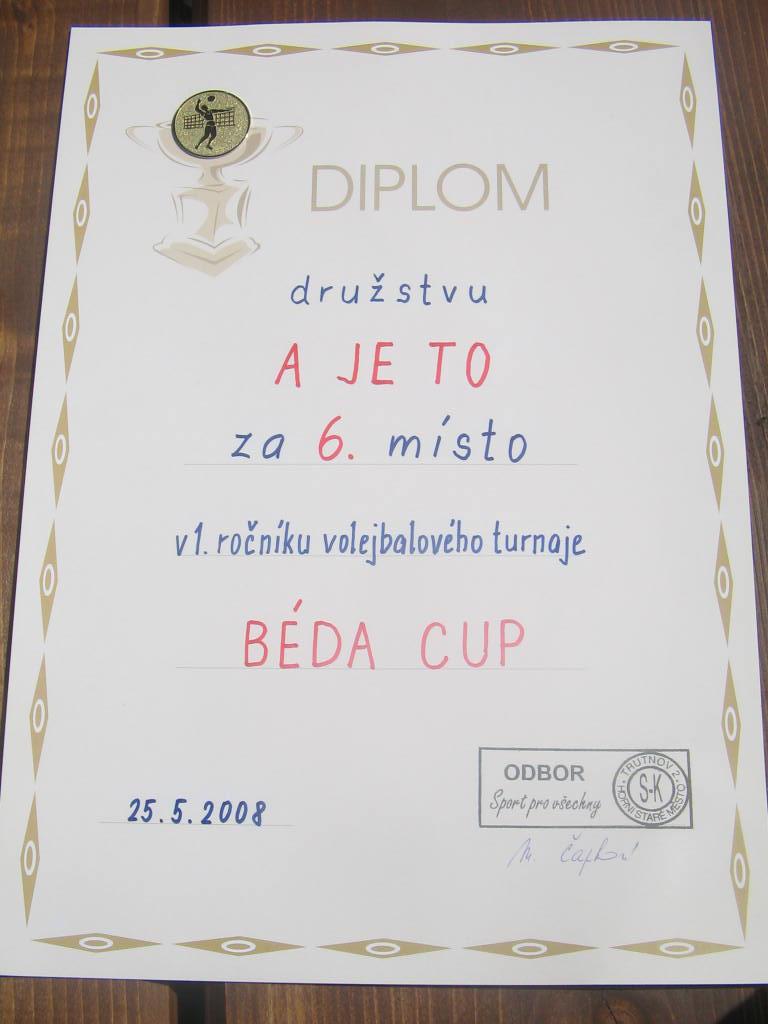 DIPLOM
družstvu
A JE TO
za 6. místo
v 1. ročníku volejbalového turnaje
BÉDA CUP
25.5.2008
ODBOR
Sport pro všechny
TRUTNOV 2 • HORNÍ STARÉ MĚSTO •
S•K
M.